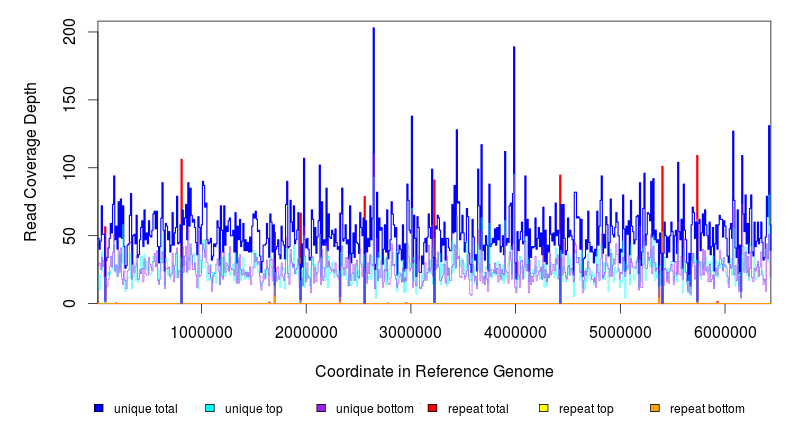 Read Coverage Depth
200
150
100
50
0
1000000 2000000 3000000 4000000 5000000 6000000
Coordinate in Reference Genome
unique total unique top unique bottom repeat total repeat top repeat bottom